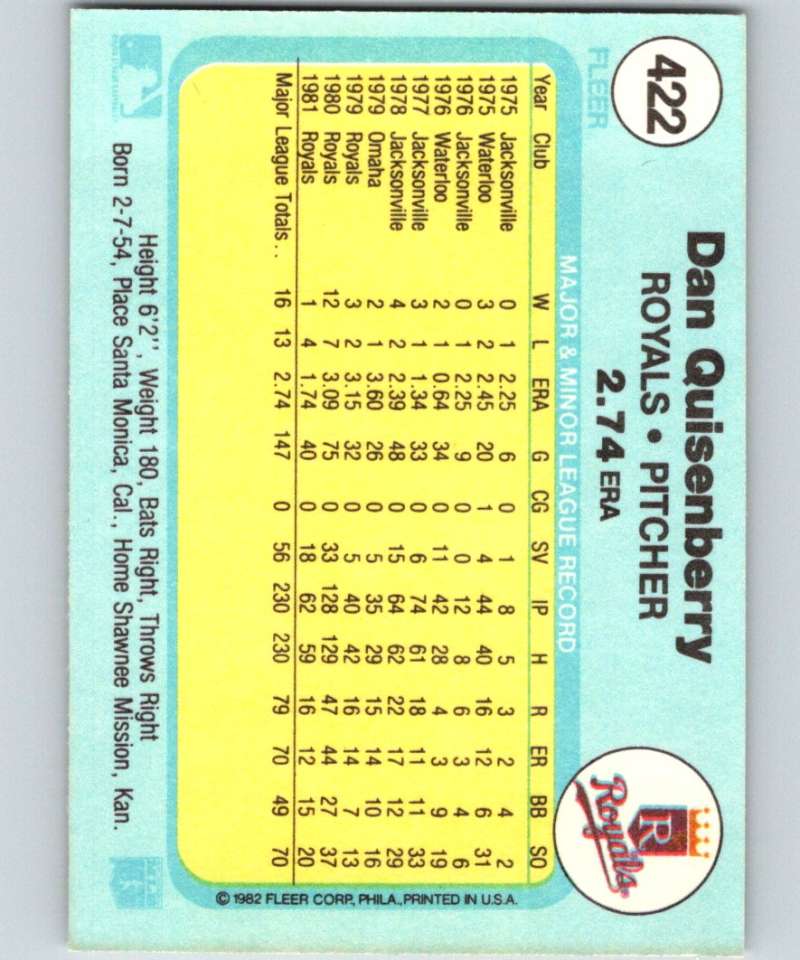 422
FLEER
Dan Quisenberry
ROYALS • PITCHER
2.74 ERA
R
Royals
MAJOR & MINOR LEAGUE RECORD
Year Club W L ERA G CG SV IP H R ER BB SO
1975 Jacksonville 0 1 2.25 6 0 1 8 5 3 2 4 2
1975 Waterloo 3 2 2.45 20 1 4 44 40 16 12 6 31
1976 Jacksonville 0 1 2.25 9 0 0 12 8 6 3 4 6
1976 Waterloo 2 1 0.64 34 0 11 42 28 4 3 9 19
1977 Jacksonville 3 1 1.34 33 0 6 74 61 18 11 11 33
1978 Jacksonville 4 2 2.39 48 0 15 64 62 22 17 12 29
1979 Omaha 2 1 3.60 26 0 5 35 29 15 14 10 16
1979 Royals 3 2 3.15 32 0 5 40 42 16 14 7 13
1980 Royals 12 7 3.09 75 0 33 128 129 47 44 27 37
1981 Royals 1 4 1.74 40 0 18 62 59 16 12 15 20
Major League Totals . . 16 13 2.74 147 0 56 230 230 79 70 49 70
© 1982 FLEER CORP., PHILA., PRINTED IN U.S.A.
Height 6'2", Weight 180, Bats Right, Throws Right
Born 2-7-54, Place Santa Monica, Cal., Home Shawnee Mission, Kan.